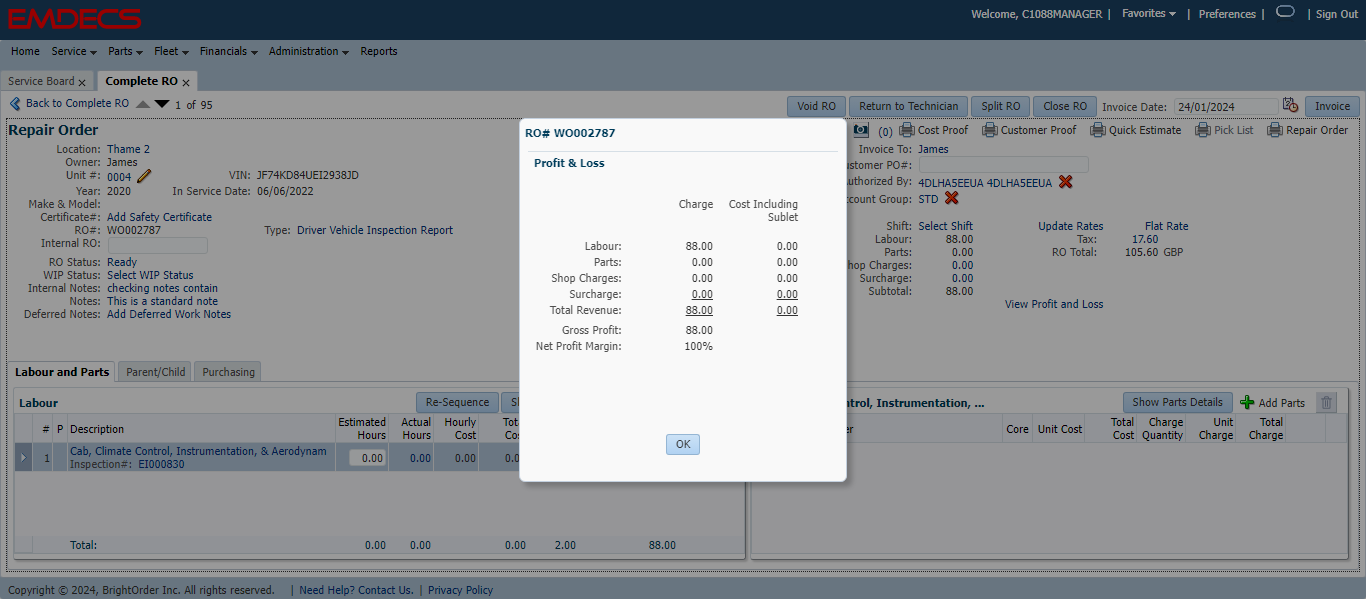 EMDECS
Welcome, C1088MANAGER | Favorites | Preferences | | Sign Out
Home Service Parts Fleet Financials Administration Reports
Service Board x Complete RO x
Back to Complete RO 1 of 95 Void RO Return to Technician Split RO Close RO Invoice Date: 24/01/2024 Invoice
Repair Order (0) Cost Proof Customer Proof Quick Estimate Pick List Repair Order
Location: Thame 2
Owner: James
Unit #: 0004 VIN: JF74KD84UEI2938JD
Year: 2020 In Service Date: 06/06/2022
Make & Model:
Certificate#: Add Safety Certificate
RO#: WO002787 Type: Driver Vehicle Inspection Report
Internal RO:
RO Status: Ready
WIP Status: Select WIP Status
Internal Notes: checking notes contain
Notes: This is a standard note
Deferred Notes: Add Deferred Work Notes
RO# WO002787
Profit & Loss
Charge Cost Including
Sublet
Labour: 88.00 0.00
Parts: 0.00 0.00
Shop Charges: 0.00 0.00
Surcharge: 0.00 0.00
Total Revenue: 88.00 0.00
Gross Profit: 88.00
Net Profit Margin: 100%
OK
Invoice To: James
ustomer PO#:
uthorized By: 4DLHA5EEUA 4DLHA5EEUA
count Group: STD
Shift: Select Shift Update Rates Flat Rate
Labour: 88.00 Tax: 17.60
Parts: 0.00 RO Total: 105.60 GBP
hop Charges: 0.00
Surcharge: 0.00
Subtotal: 88.00
View Profit and Loss
Labour and Parts Parent/Child Purchasing
Labour Re-Sequence
# P Description Estimated Hours Actual Hours Hourly Cost
1 Cab, Climate Control, Instrumentation, & Aerodynam 0.00 0.00 0.00 0.0
Inspection#: EI000830
Total: 0.00 0.00 0.00 2.00 88.00
trol, Instrumentation, ... Show Parts Details Add Parts
er Core Unit Cost Total Cost Charge Quantity Unit Charge Total Charge
Copyright © 2024, BrightOrder Inc. All rights reserved. | Need Help? Contact Us. | Privacy Policy